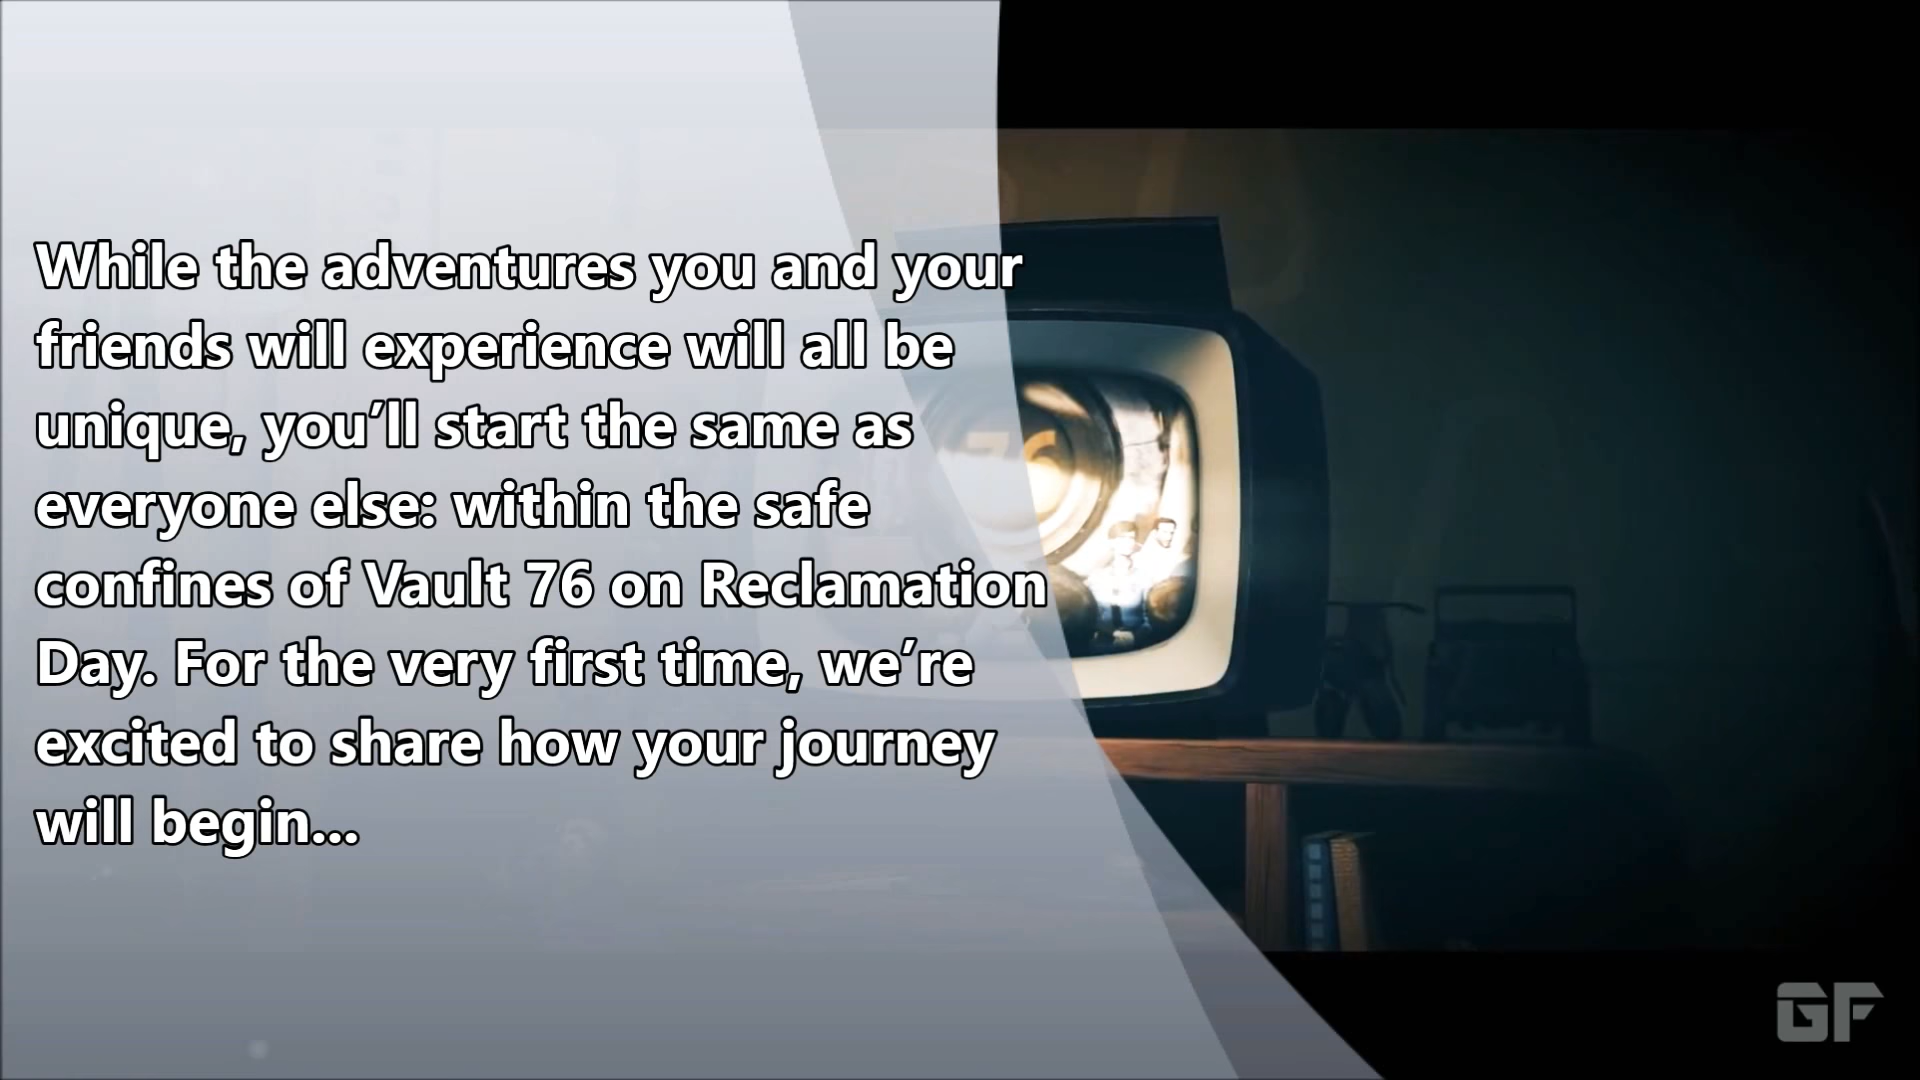 While the adventures you and your
friends will experience will all be
unique, you’ll start the same as
everyone else: within the safe
confines of Vault 76 on Reclamation
Day. For the very first time, we’re
excited to share how your journey
will begin...
76
GF